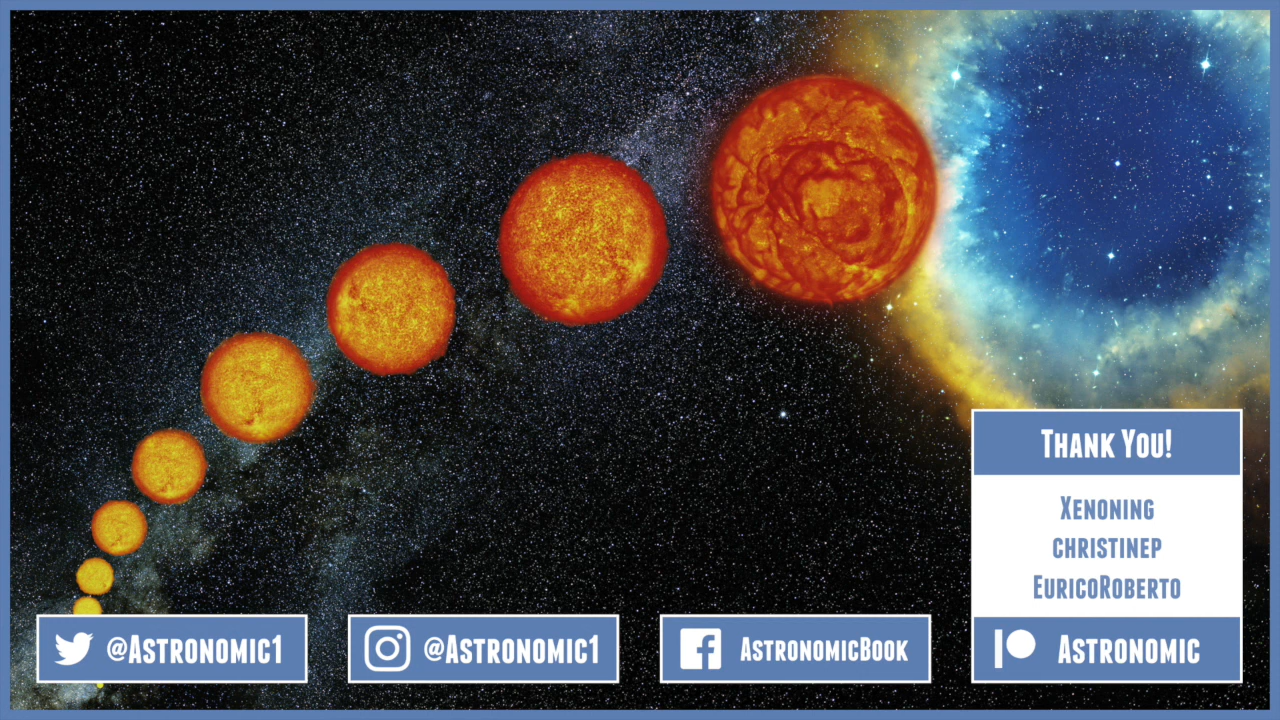 Thank You!
Xenoning
christinep
EuricoRoberto
@Astronomic1
@Astronomic1
AstronomicBook
Astronomic